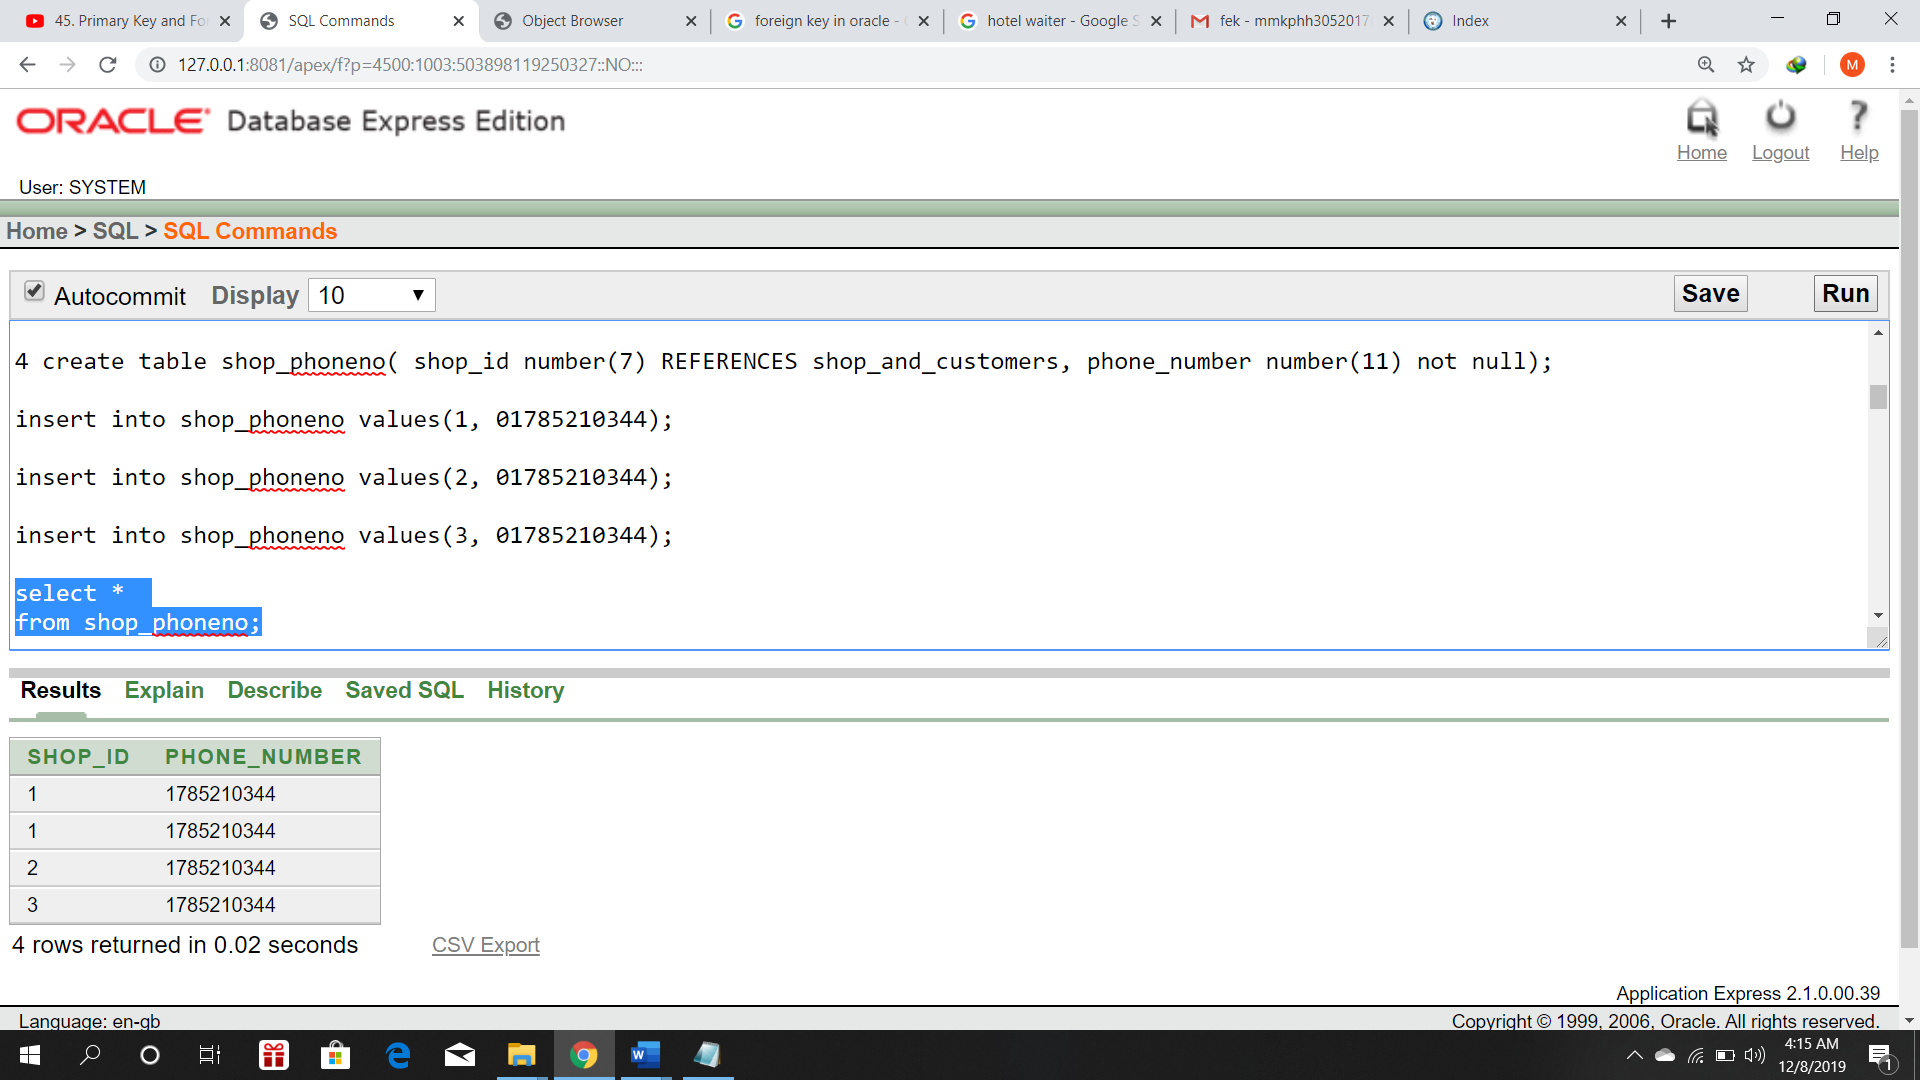 45. Primary Key and Fo
SQL Commands
Object Browser
foreign key in oracle -
hotel waiter - Google S
fek - mmkphh3052017
Index
127.0.0.1:8081/apex/f?p=4500:1003:503898119250327::NO:::
M
ORACLE Database Express Edition
Home
Logout
Help
User: SYSTEM
Home > SQL > SQL Commands
Autocommit Display 10
Save
Run
4 create table shop_phoneno( shop_id number(7) REFERENCES shop_and_customers, phone_number number(11) not null);
insert into shop_phoneno values(1, 01785210344);
insert into shop_phoneno values(2, 01785210344);
insert into shop_phoneno values(3, 01785210344);
select *
from shop_phoneno;
Results Explain Describe Saved SQL History
SHOP_ID PHONE_NUMBER
1 1785210344
1 1785210344
2 1785210344
3 1785210344
4 rows returned in 0.02 seconds
CSV Export
Application Express 2.1.0.00.39
Language: en-gb
Copyright © 1999, 2006, Oracle. All rights reserved.
4:15 AM
12/8/2019
1